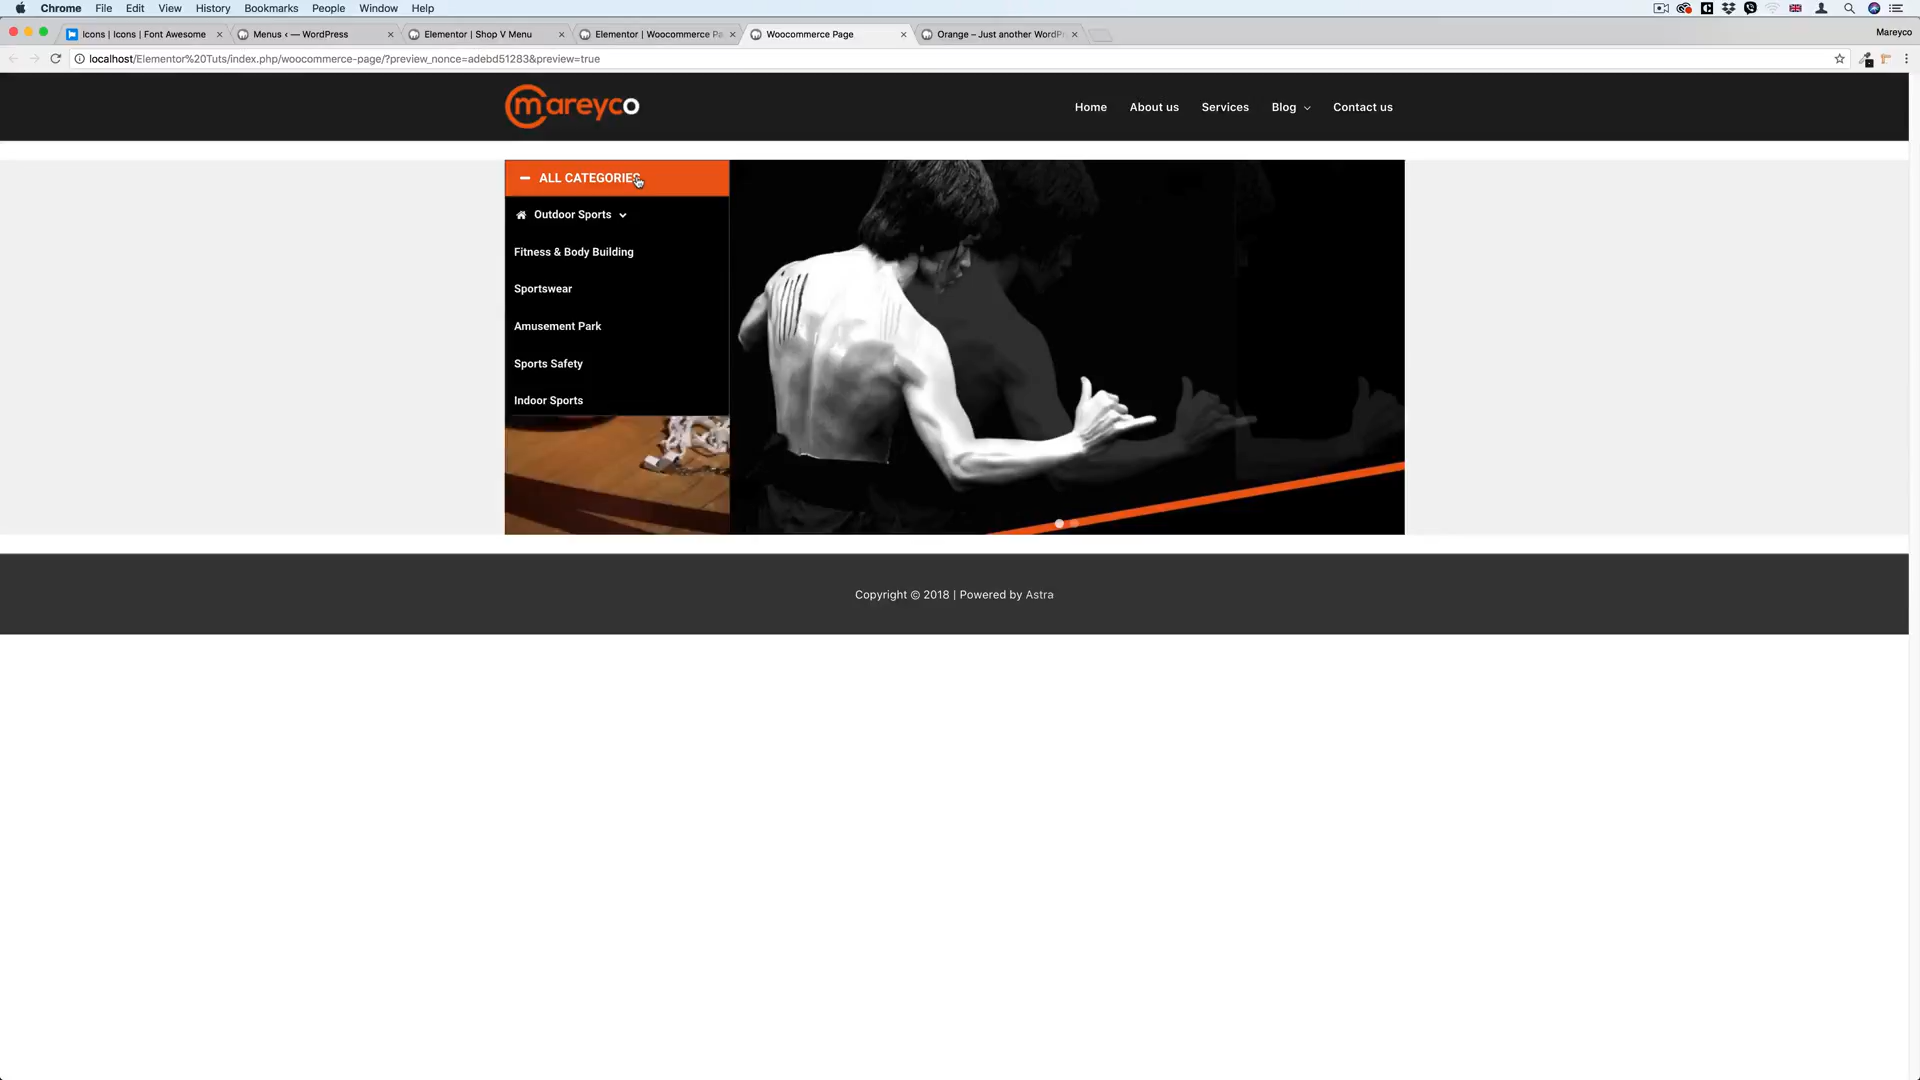 Chrome File Edit View History Bookmarks People Window Help
Icons | Icons | Font Awesome
Menus ‹ — WordPress
Elementor | Shop V Menu
Elementor | Woocommerce Pa
Woocommerce Page
Orange – Just another WordPr
Mareyco
localhost/Elementor%20Tuts/index.php/woocommerce-page/?preview_nonce=adebd51283&preview=true
mareyco
Home About us Services Blog Contact us
ALL CATEGORIES
Outdoor Sports
Fitness & Body Building
Sportswear
Amusement Park
Sports Safety
Indoor Sports
Copyright © 2018 | Powered by Astra